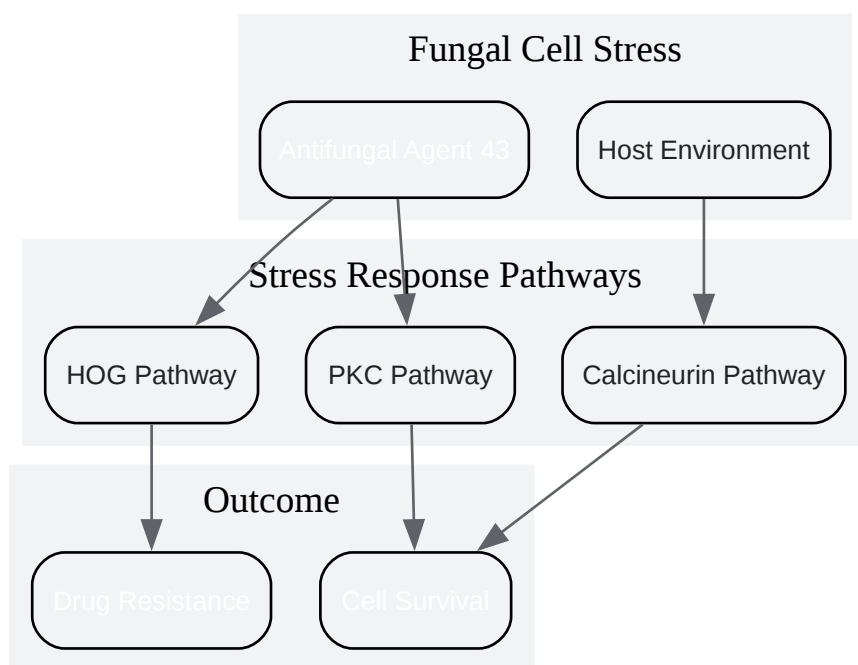 Fungal Cell Stress
Antifungal Agent 43
Host Environment
Stress Response Pathways
HOG Pathway
PKC Pathway
Calcineurin Pathway
Outcome
Drug Resistance
Cell Survival